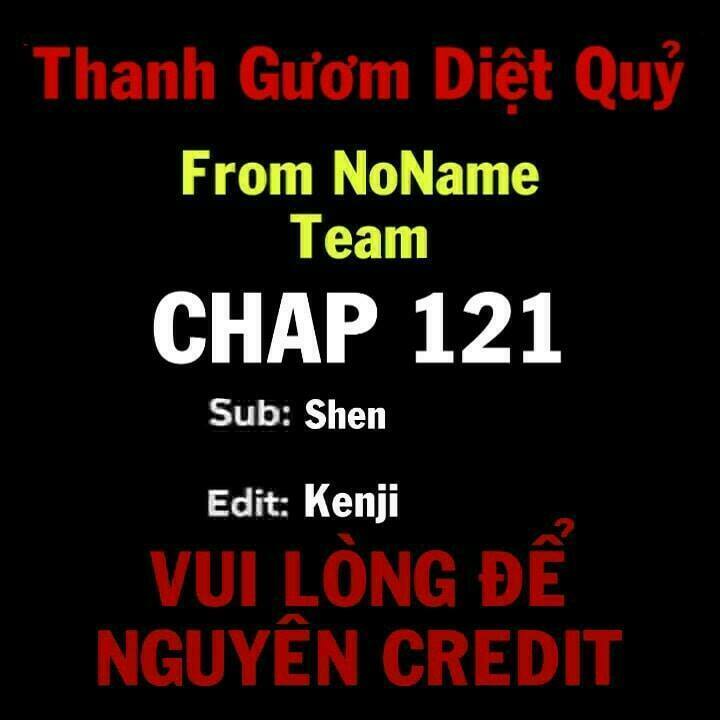 Thanh Gươm Diệt Quỷ
From NoName
Team
CHAP 121
Sub: Shen
Edit: Kenji
VUI LÒNG ĐỂ
NGUYÊN CREDIT